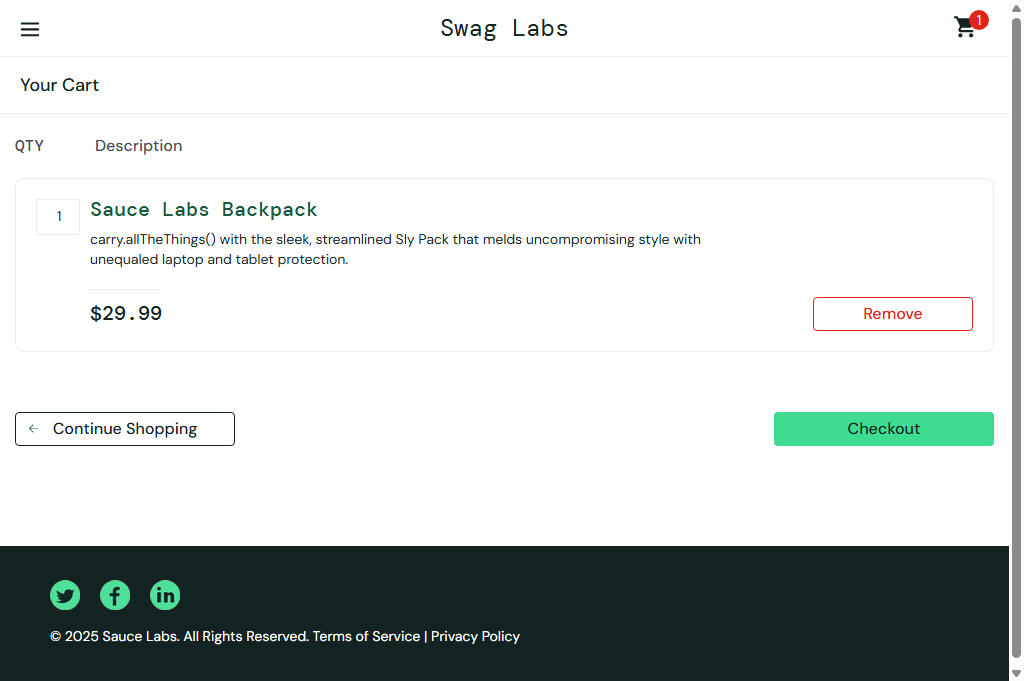 Swag Labs
1
Your Cart
QTY Description
1
Sauce Labs Backpack
carry.allTheThings() with the sleek, streamlined Sly Pack that melds uncompromising style with
unequaled laptop and tablet protection.
$29.99
Remove
← Continue Shopping
Checkout
© 2025 Sauce Labs. All Rights Reserved. Terms of Service | Privacy Policy